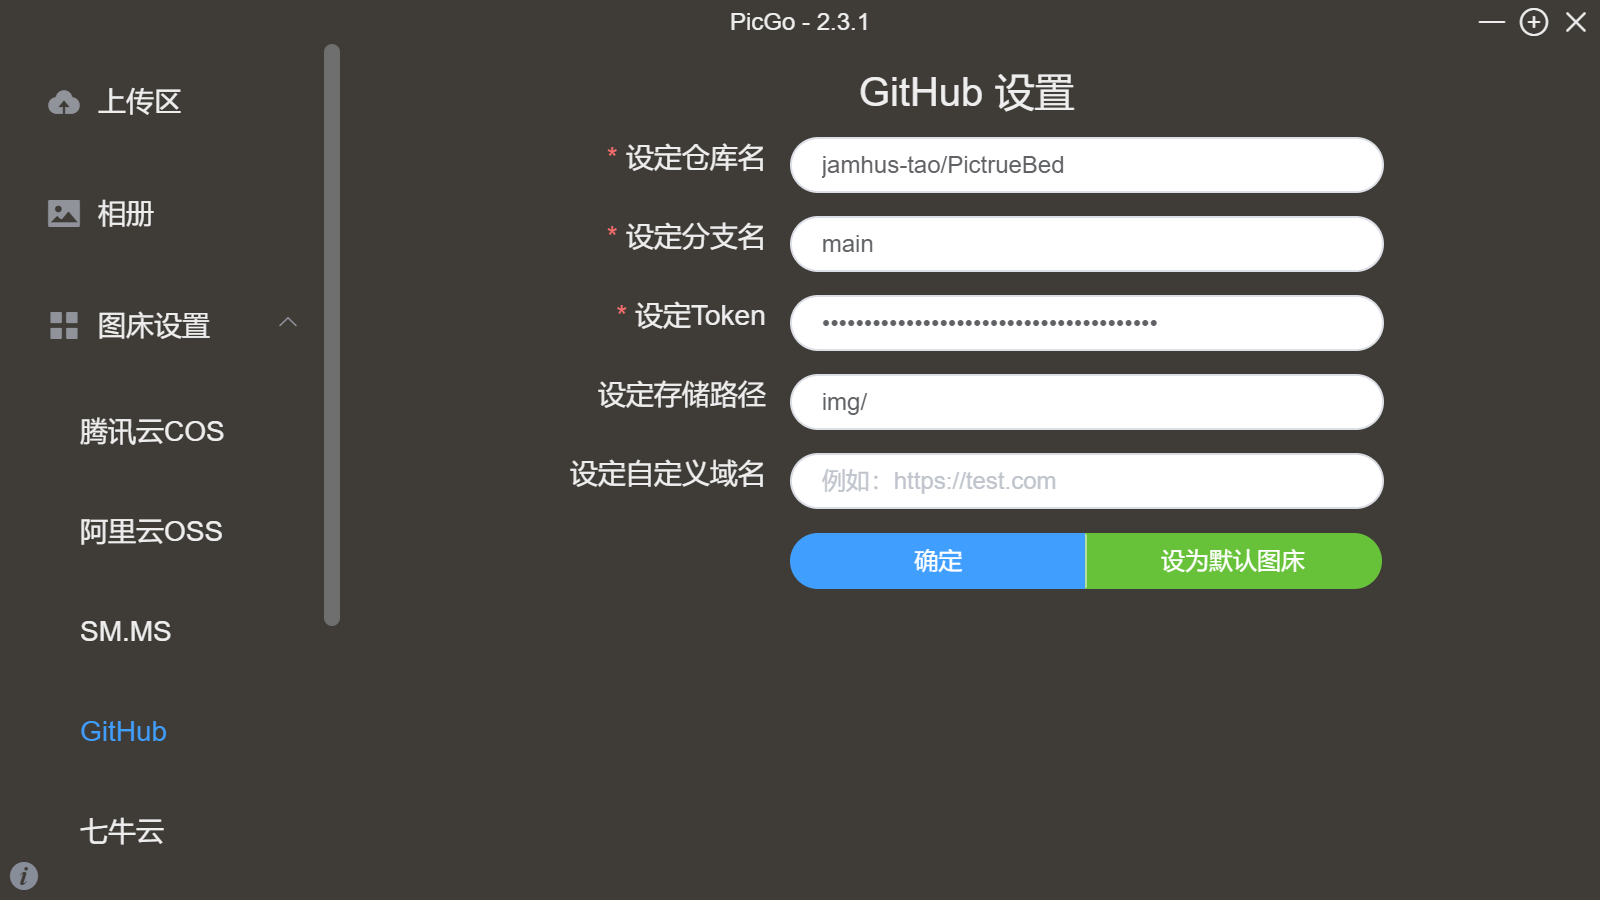 PicGo - 2.3.1
上传区
相册
图床设置
腾讯云COS
阿里云OSS
SM.MS
GitHub
七牛云
GitHub 设置
* 设定仓库名
jamhus-tao/PictrueBed
* 设定分支名
main
* 设定Token
••••••••••••••••••••••••••••••••••••••••
设定存储路径
img/
设定自定义域名
例如：https://test.com
确定
设为默认图床